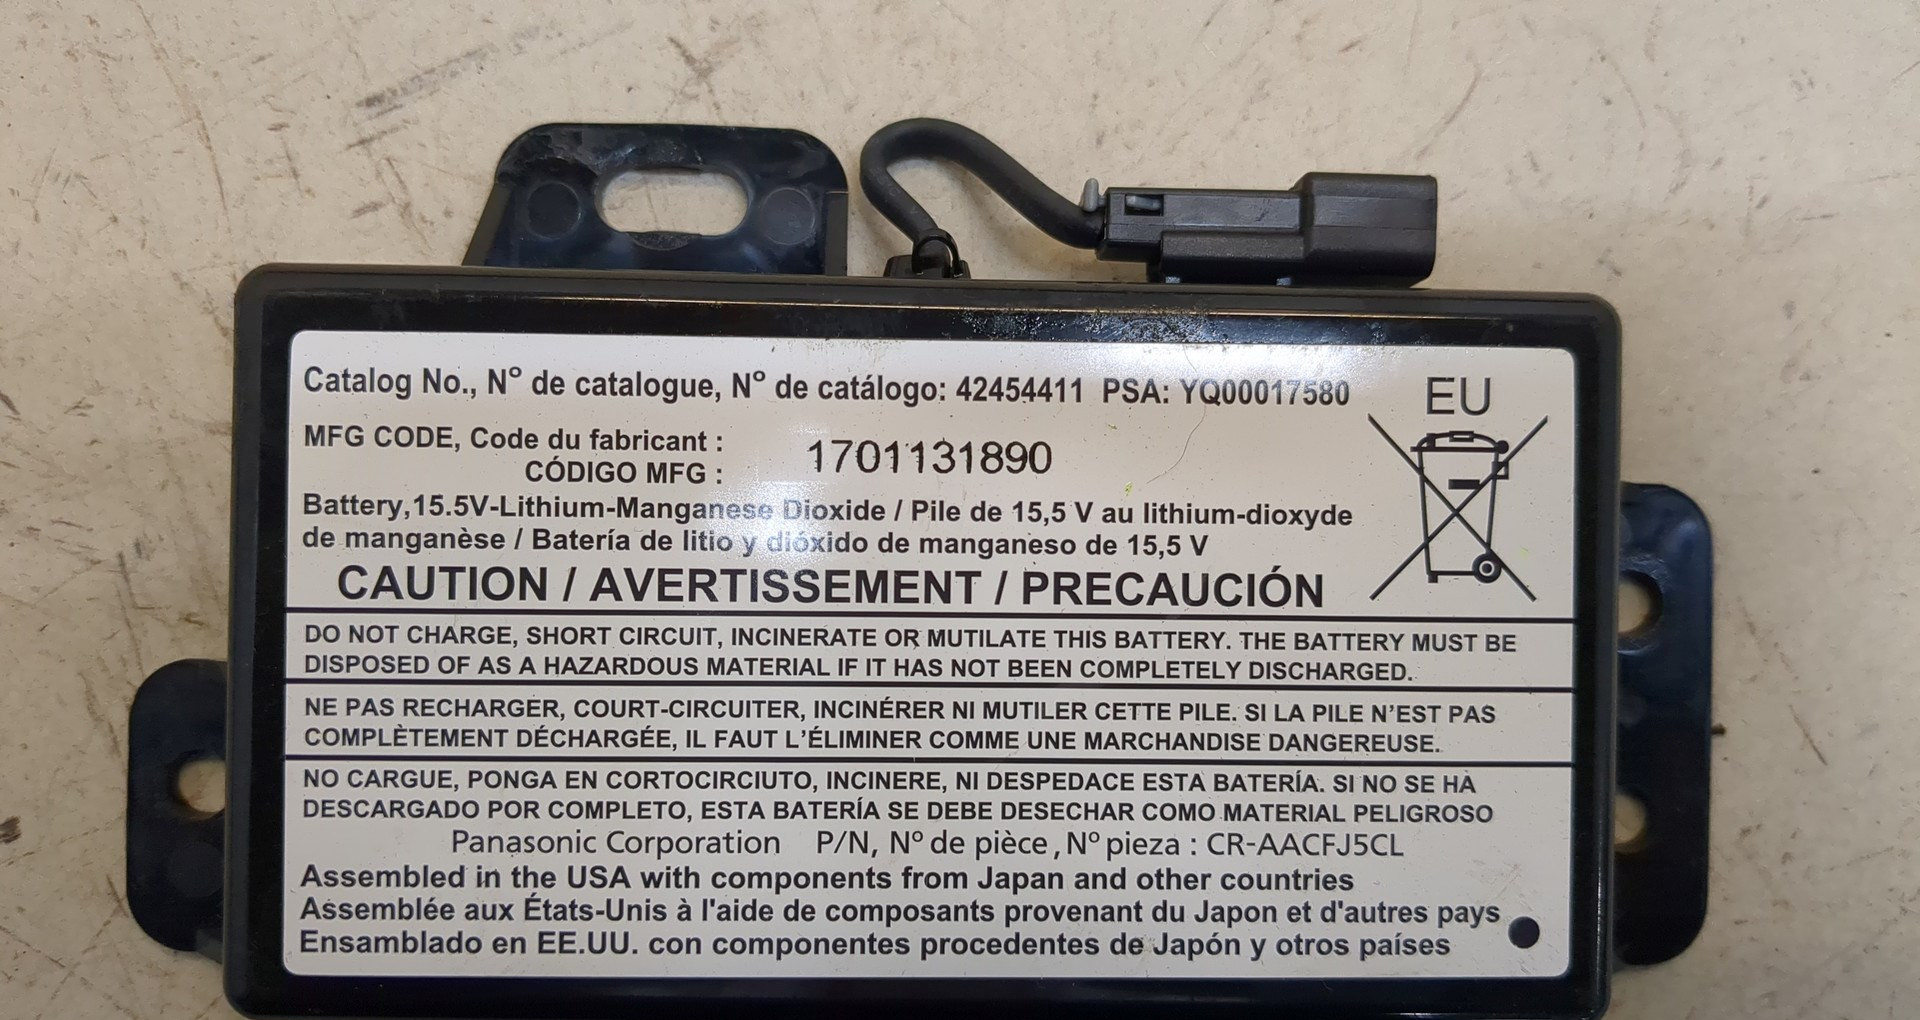 Catalog No., Nº de catalogue, Nº de catálogo: 42454411 PSA: YQ00017580
EU
MFG CODE, Code du fabricant :
CÓDIGO MFG :
1701131890
Battery,15.5V-Lithium-Manganese Dioxide / Pile de 15,5 V au lithium-dioxyde
de manganèse / Batería de litio y dióxido de manganeso de 15,5 V
CAUTION / AVERTISSEMENT / PRECAUCIÓN
DO NOT CHARGE, SHORT CIRCUIT, INCINERATE OR MUTILATE THIS BATTERY. THE BATTERY MUST BE
DISPOSED OF AS A HAZARDOUS MATERIAL IF IT HAS NOT BEEN COMPLETELY DISCHARGED.
NE PAS RECHARGER, COURT-CIRCUITER, INCINÉRER NI MUTILER CETTE PILE. SI LA PILE N'EST PAS
COMPLÈTEMENT DÉCHARGÉE, IL FAUT L'ÉLIMINER COMME UNE MARCHANDISE DANGEREUSE.
NO CARGUE, PONGA EN CORTOCIRCIUTO, INCINERE, NI DESPEDACE ESTA BATERÍA. SI NO SE HA
DESCARGADO POR COMPLETO, ESTA BATERÍA SE DEBE DESECHAR COMO MATERIAL PELIGROSO
Panasonic Corporation P/N, Nº de pièce, Nº pieza : CR-AACFJ5CL
Assembled in the USA with components from Japan and other countries
Assemblée aux États-Unis à l'aide de composants provenant du Japon et d'autres pays
Ensamblado en EE.UU. con componentes procedentes de Japón y otros países